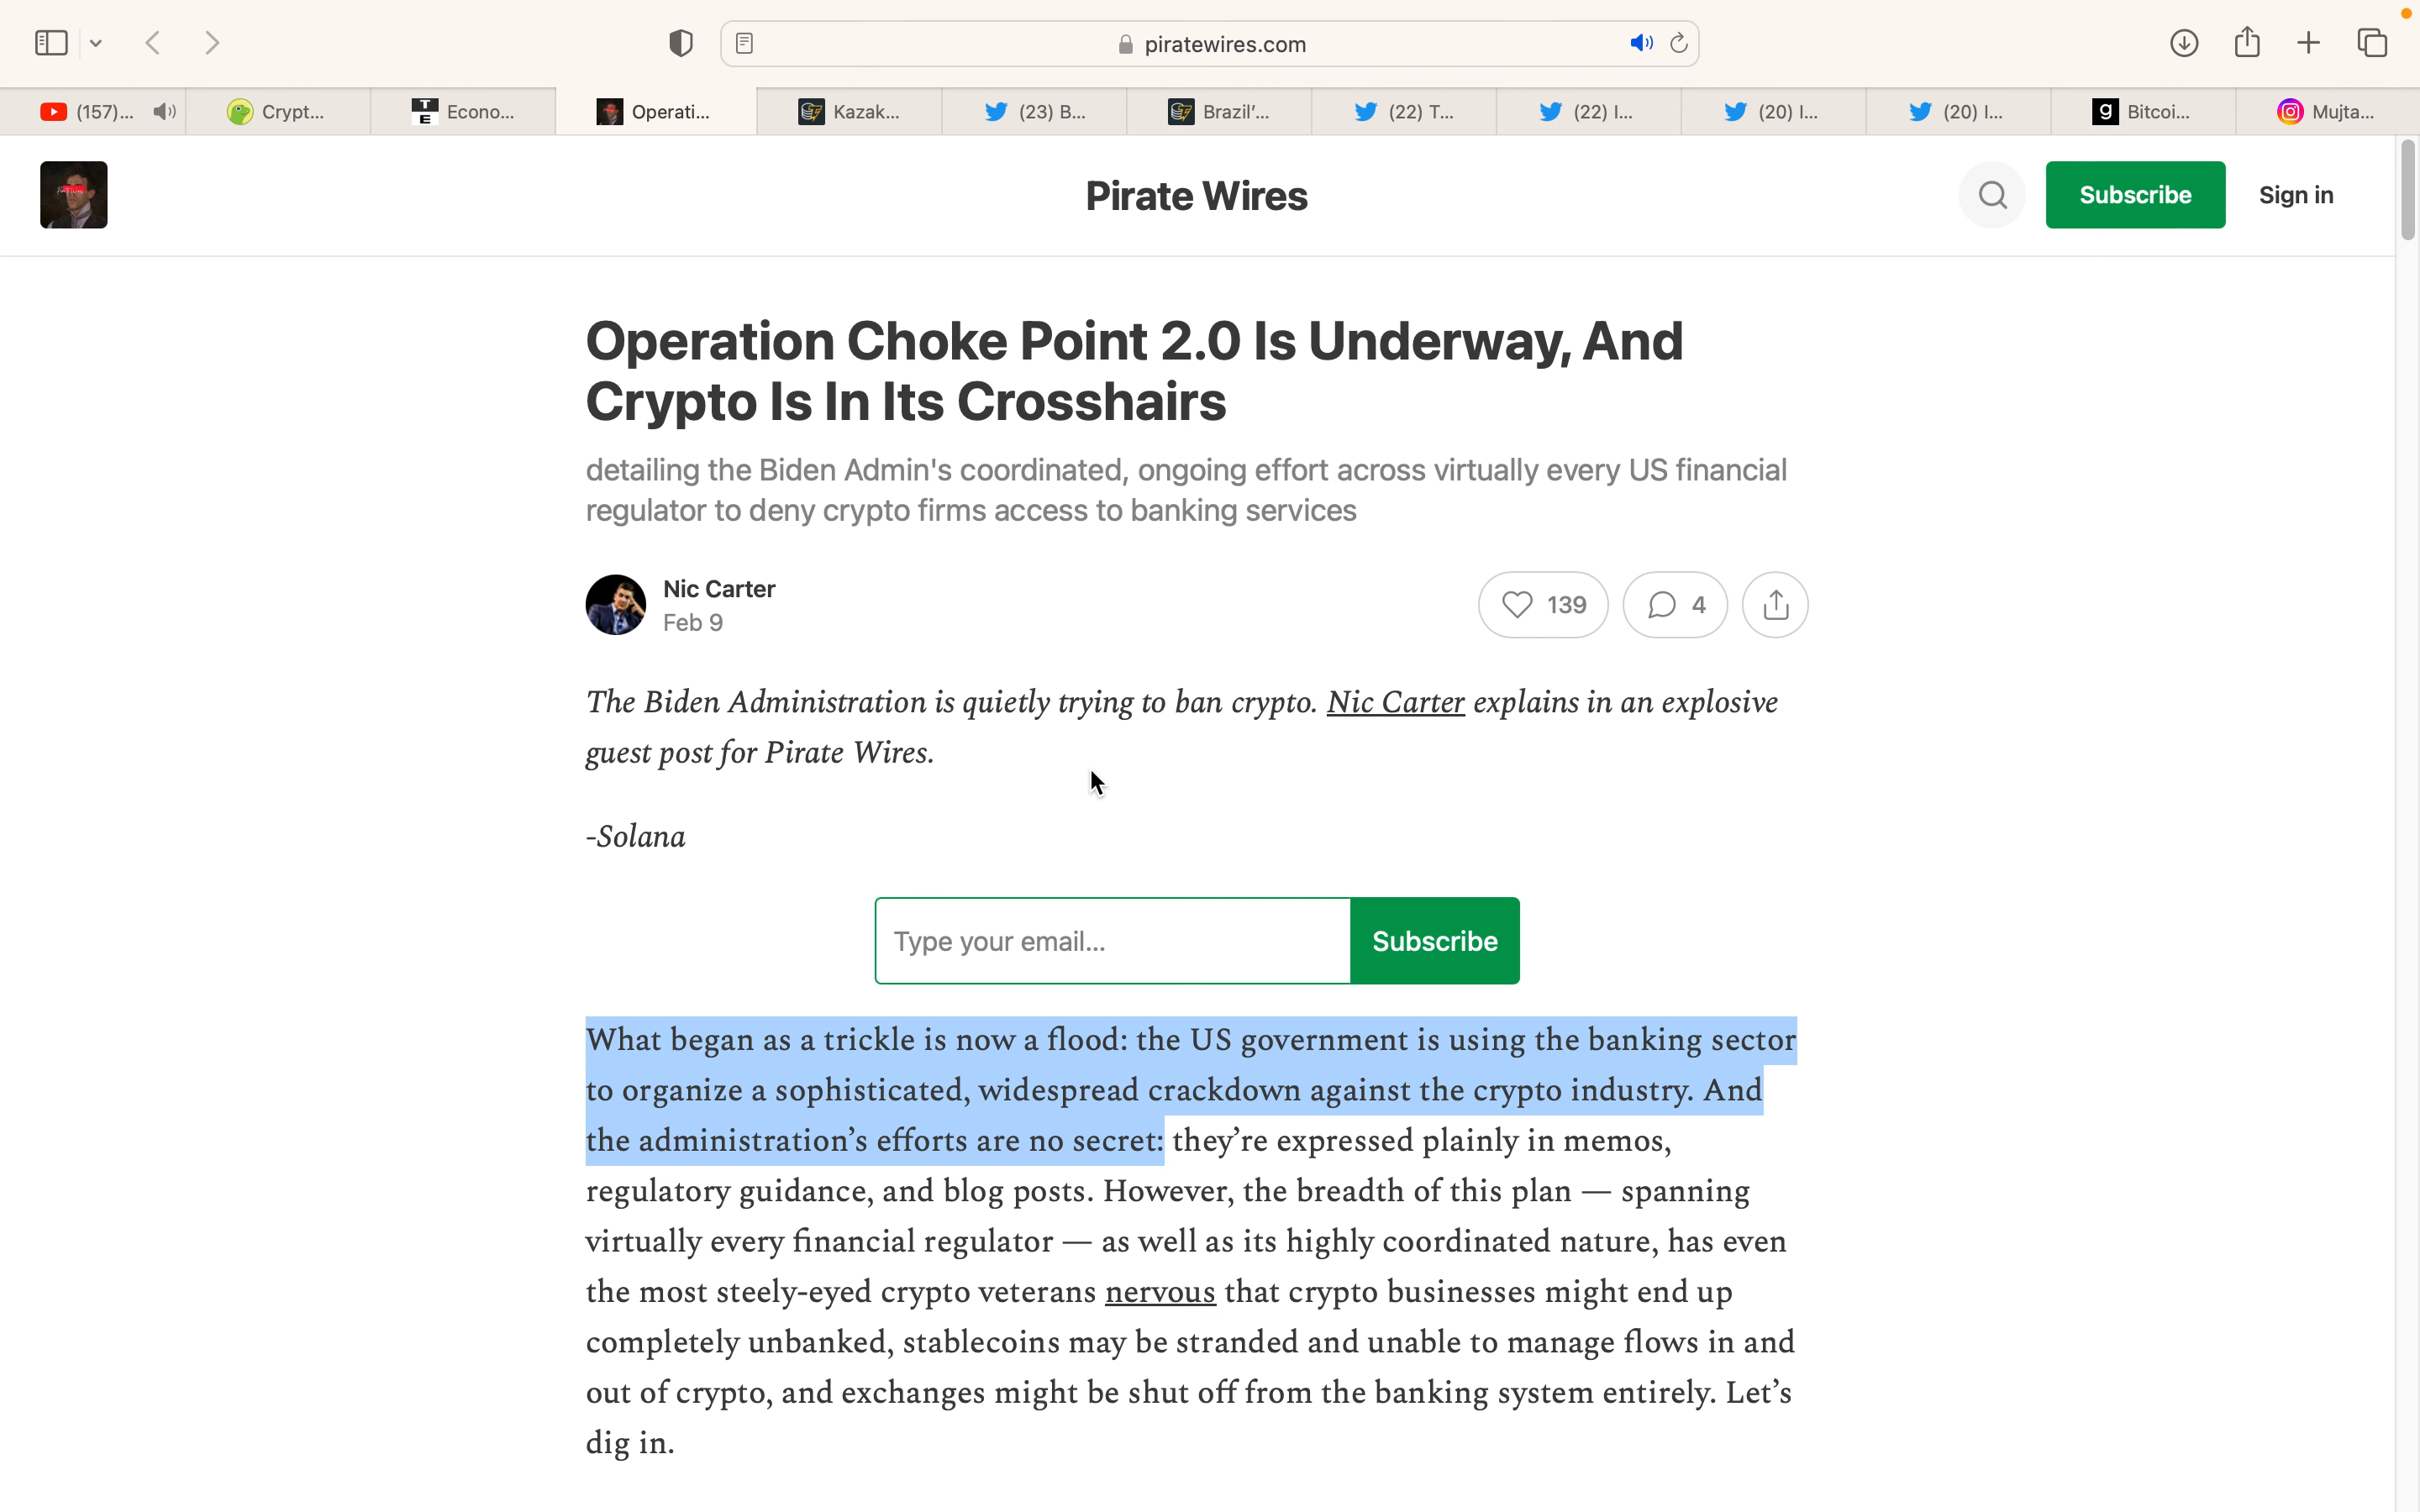 piratewires.com
(157)...
Crypt...
Econo...
Operati...
Kazak...
(23) B...
Brazil’...
(22) T...
(22) I...
(20) I...
(20) I...
Bitcoi...
Mujta...
Pirate Wires
Subscribe
Sign in
Operation Choke Point 2.0 Is Underway, And
Crypto Is In Its Crosshairs
detailing the Biden Admin's coordinated, ongoing effort across virtually every US financial
regulator to deny crypto firms access to banking services
Nic Carter
Feb 9
139
4
The Biden Administration is quietly trying to ban crypto. Nic Carter explains in an explosive
guest post for Pirate Wires.
-Solana
Type your email...
Subscribe
What began as a trickle is now a flood: the US government is using the banking sector
to organize a sophisticated, widespread crackdown against the crypto industry. And
the administration’s efforts are no secret: they’re expressed plainly in memos,
regulatory guidance, and blog posts. However, the breadth of this plan — spanning
virtually every financial regulator — as well as its highly coordinated nature, has even
the most steely-eyed crypto veterans nervous that crypto businesses might end up
completely unbanked, stablecoins may be stranded and unable to manage flows in and
out of crypto, and exchanges might be shut off from the banking system entirely. Let’s
dig in.